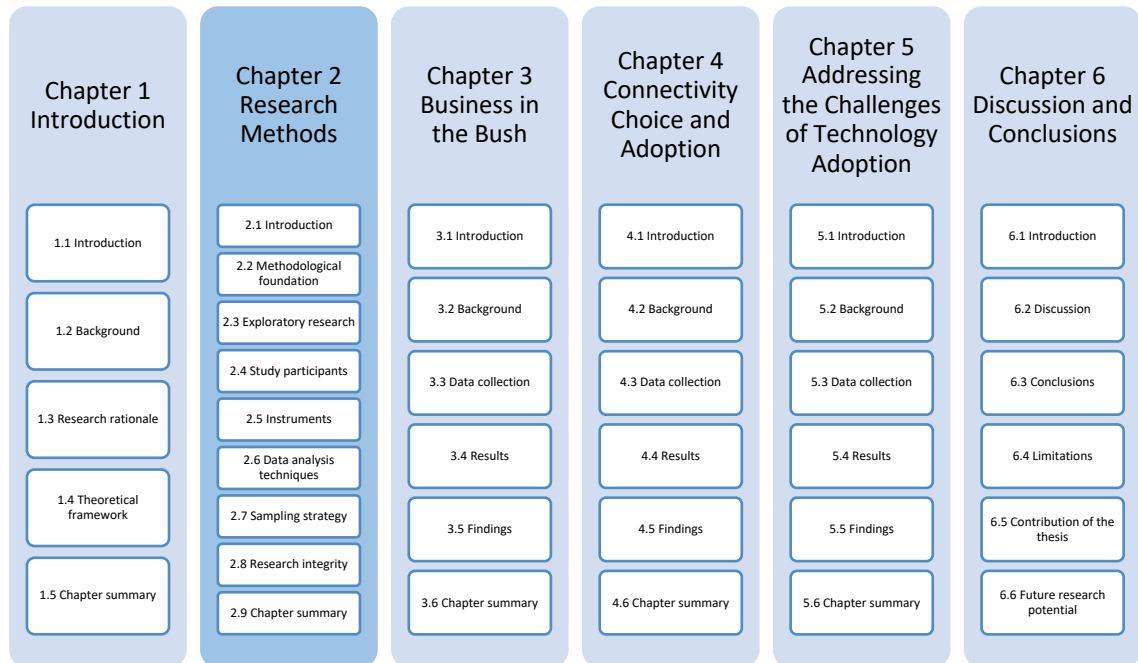 Chapter 1
Introduction
1.1 Introduction
1.2 Background
1.3 Research rationale
1.4 Theoretical
framework
1.5 Chapter summary
Chapter 2
Research
Methods
2.1 Introduction
2.2 Methodological
foundation
2.3 Exploratory research
2.4 Study participants
2.5 Instruments
2.6 Data analysis
techniques
2.7 Sampling strategy
2.8 Research integrity
2.9 Chapter summary
Chapter 3
Business in
the Bush
3.1 Introduction
3.2 Background
3.3 Data collection
3.4 Results
3.5 Findings
3.6 Chapter summary
Chapter 4
Connectivity
Choice and
Adoption
4.1 Introduction
4.2 Background
4.3 Data collection
4.4 Results
4.5 Findings
4.6 Chapter summary
Chapter 5
Addressing
the Challenges
of Technology
Adoption
5.1 Introduction
5.2 Background
5.3 Data collection
5.4 Results
5.5 Findings
5.6 Chapter summary
Chapter 6
Discussion and
Conclusions
6.1 Introduction
6.2 Discussion
6.3 Conclusions
6.4 Limitations
6.5 Contribution of the
thesis
6.6 Future research
potential